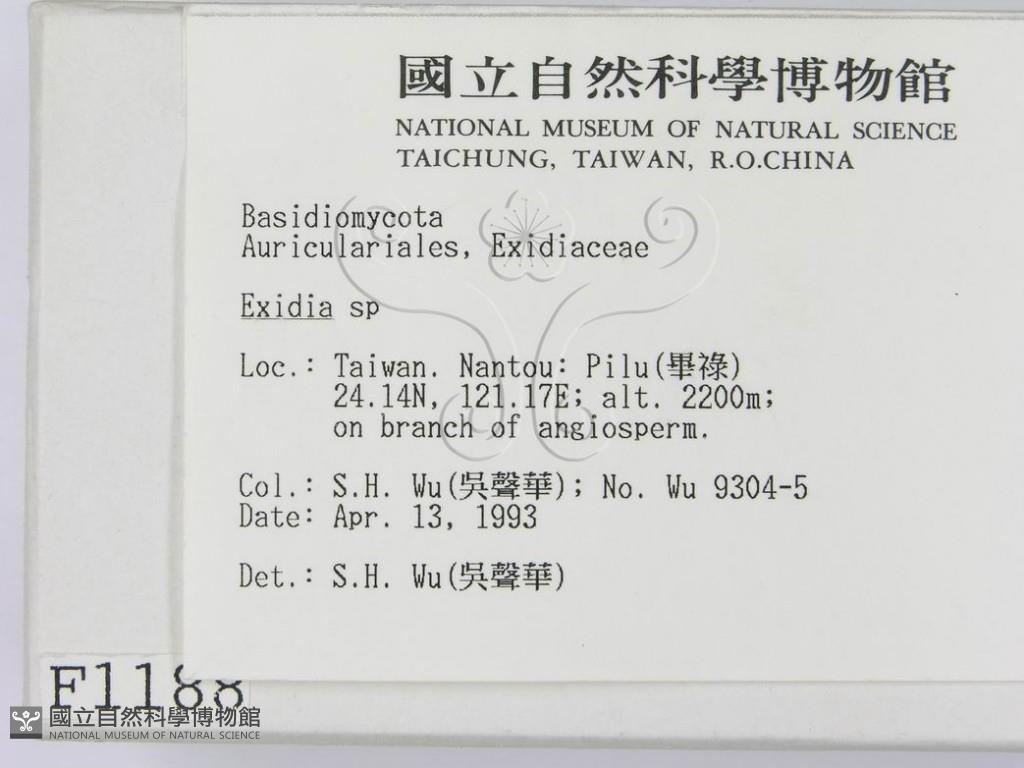 國立自然科學博物館
NATIONAL MUSEUM OF NATURAL SCIENCE
TAICHUNG, TAIWAN, R.O.CHINA
Basidiomycota
Auriculariales, Exidiaceae
Exidia sp
Loc.: Taiwan. Nantou: Pilu(畢祿)
24.14N, 121.17E; alt. 2200m;
on branch of angiosperm.
Col.: S.H. Wu(吳聲華); No. Wu 9304-5
Date: Apr. 13, 1993
Det.: S.H. Wu(吳聲華)
F1188
國立自然科學博物館
NATIONAL MUSEUM OF NATURAL SCIENCE